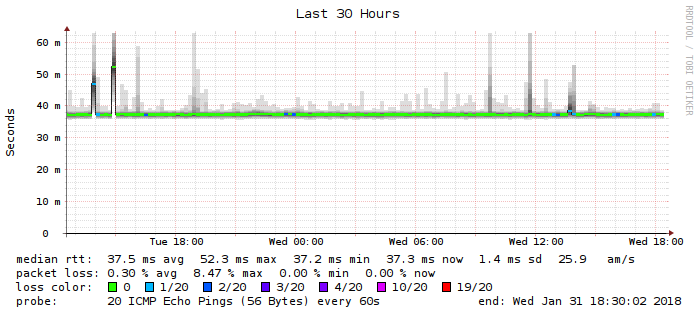 Last 30 Hours
RRDTOOL / TOBI OETIKER
Seconds
60 m
50 m
40 m
30 m
20 m
10 m
0
Tue 18:00 Wed 00:00 Wed 06:00 Wed 12:00 Wed 18:00
median rtt: 37.5 ms avg 52.3 ms max 37.2 ms min 37.3 ms now 1.4 ms sd 25.9 am/s
packet loss: 0.30 % avg 8.47 % max 0.00 % min 0.00 % now
loss color: 0 1/20 2/20 3/20 4/20 10/20 19/20
probe: 20 ICMP Echo Pings (56 Bytes) every 60s end: Wed Jan 31 18:30:02 2018